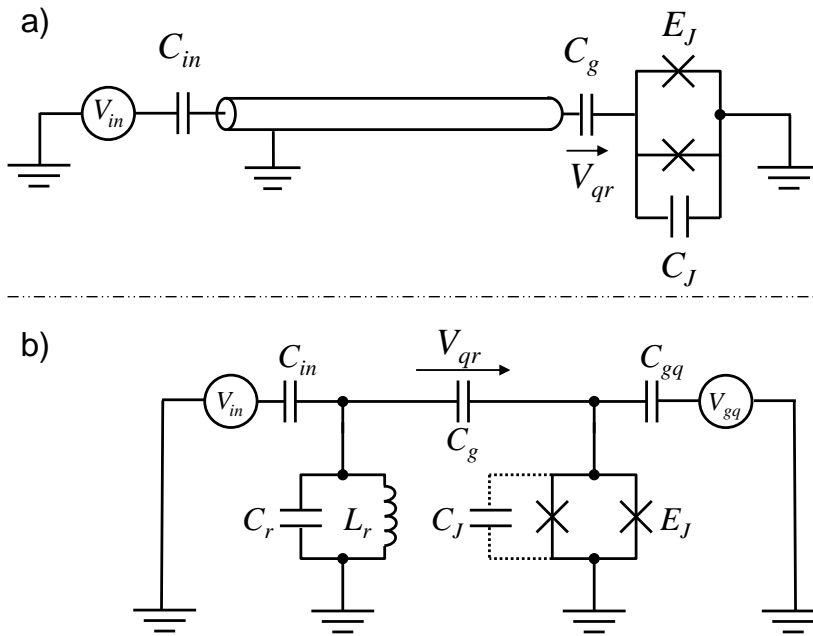 a)
C_in
V_in
C_g
V_qr
E_J
C_J
b)
V_qr
C_in
C_gq
V_in
V_gq
C_g
C_r
L_r
C_J
E_J